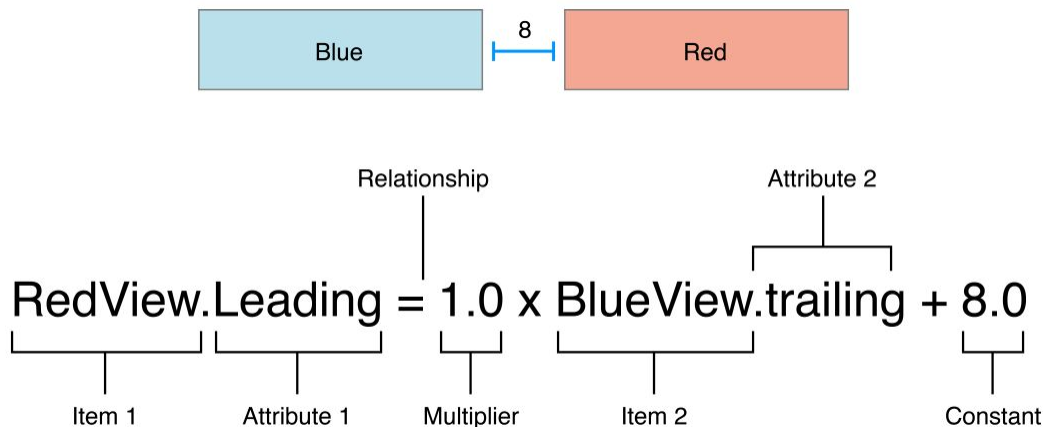 8
Blue
Red
Relationship
Attribute 2
RedView.Leading = 1.0 x BlueView.trailing + 8.0
Item 1
Attribute 1
Multiplier
Item 2
Constant